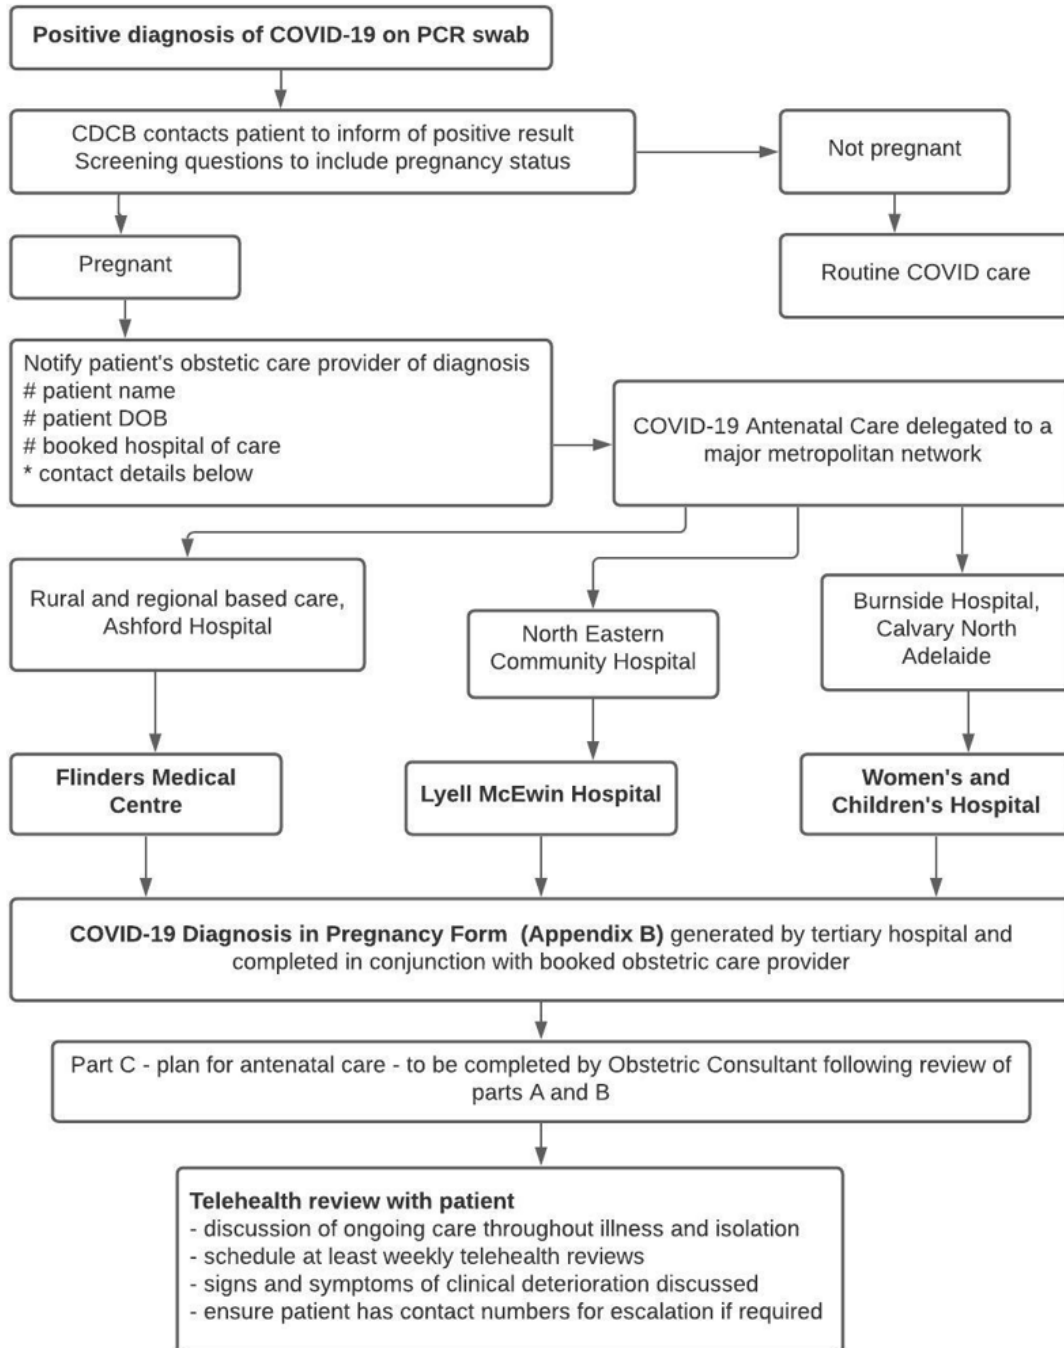 Positive diagnosis of COVID-19 on PCR swab
CDCB contacts patient to inform of positive result
Screening questions to include pregnancy status
Not pregnant
Pregnant
Routine COVID care
Notify patient's obstetic care provider of diagnosis
# patient name
# patient DOB
# booked hospital of care
* contact details below
COVID-19 Antenatal Care delegated to a
major metropolitan network
Rural and regional based care,
Ashford Hospital
North Eastern
Community Hospital
Burnside Hospital,
Calvary North
Adelaide
Flinders Medical
Centre
Lyell McEwin Hospital
Women's and
Children's Hospital
COVID-19 Diagnosis in Pregnancy Form (Appendix B) generated by tertiary hospital and
completed in conjunction with booked obstetric care provider
Part C - plan for antenatal care - to be completed by Obstetric Consultant following review of
parts A and B
Telehealth review with patient
- discussion of ongoing care throughout illness and isolation
- schedule at least weekly telehealth reviews
- signs and symptoms of clinical deterioration discussed
- ensure patient has contact numbers for escalation if required